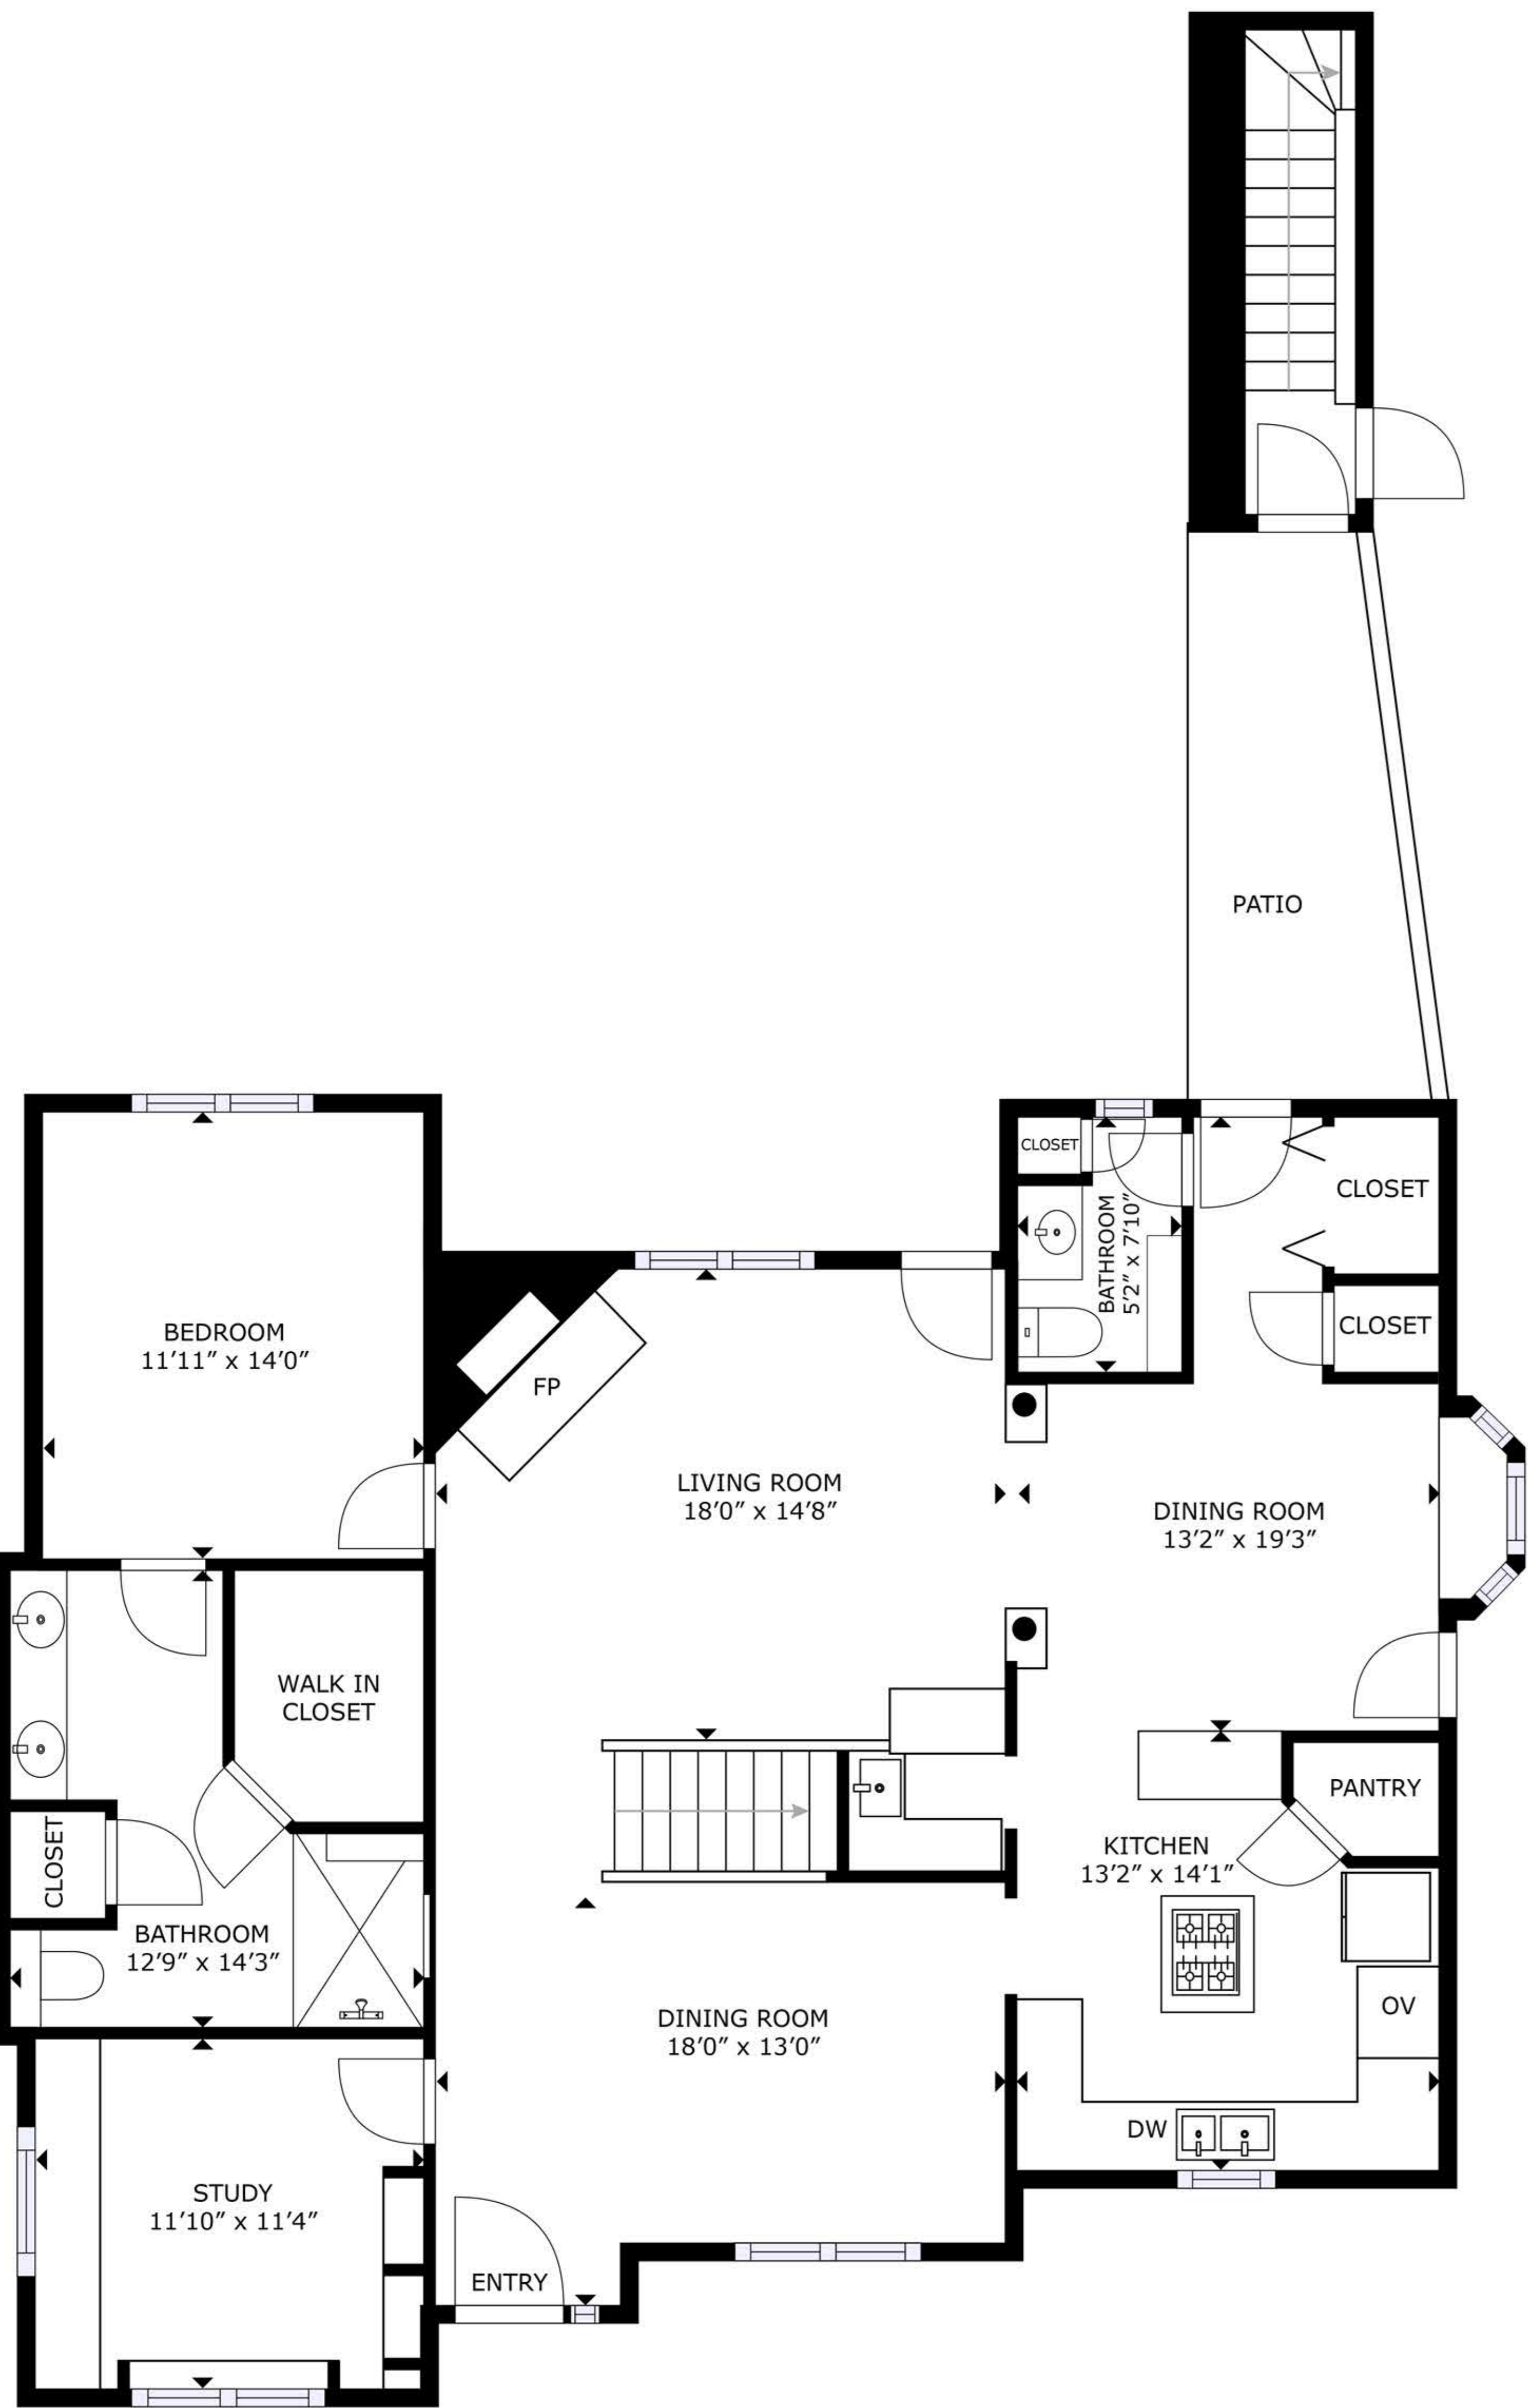 PATIO
CLOSET
CLOSET
BATHROOM
5′2″ x 7′10″
CLOSET
BEDROOM
11′11″ x 14′0″
FP
LIVING ROOM
18′0″ x 14′8″
DINING ROOM
13′2″ x 19′3″
WALK IN
CLOSET
PANTRY
KITCHEN
13′2″ x 14′1″
CLOSET
BATHROOM
12′9″ x 14′3″
DINING ROOM
18′0″ x 13′0″
OV
DW
STUDY
11′10″ x 11′4″
ENTRY